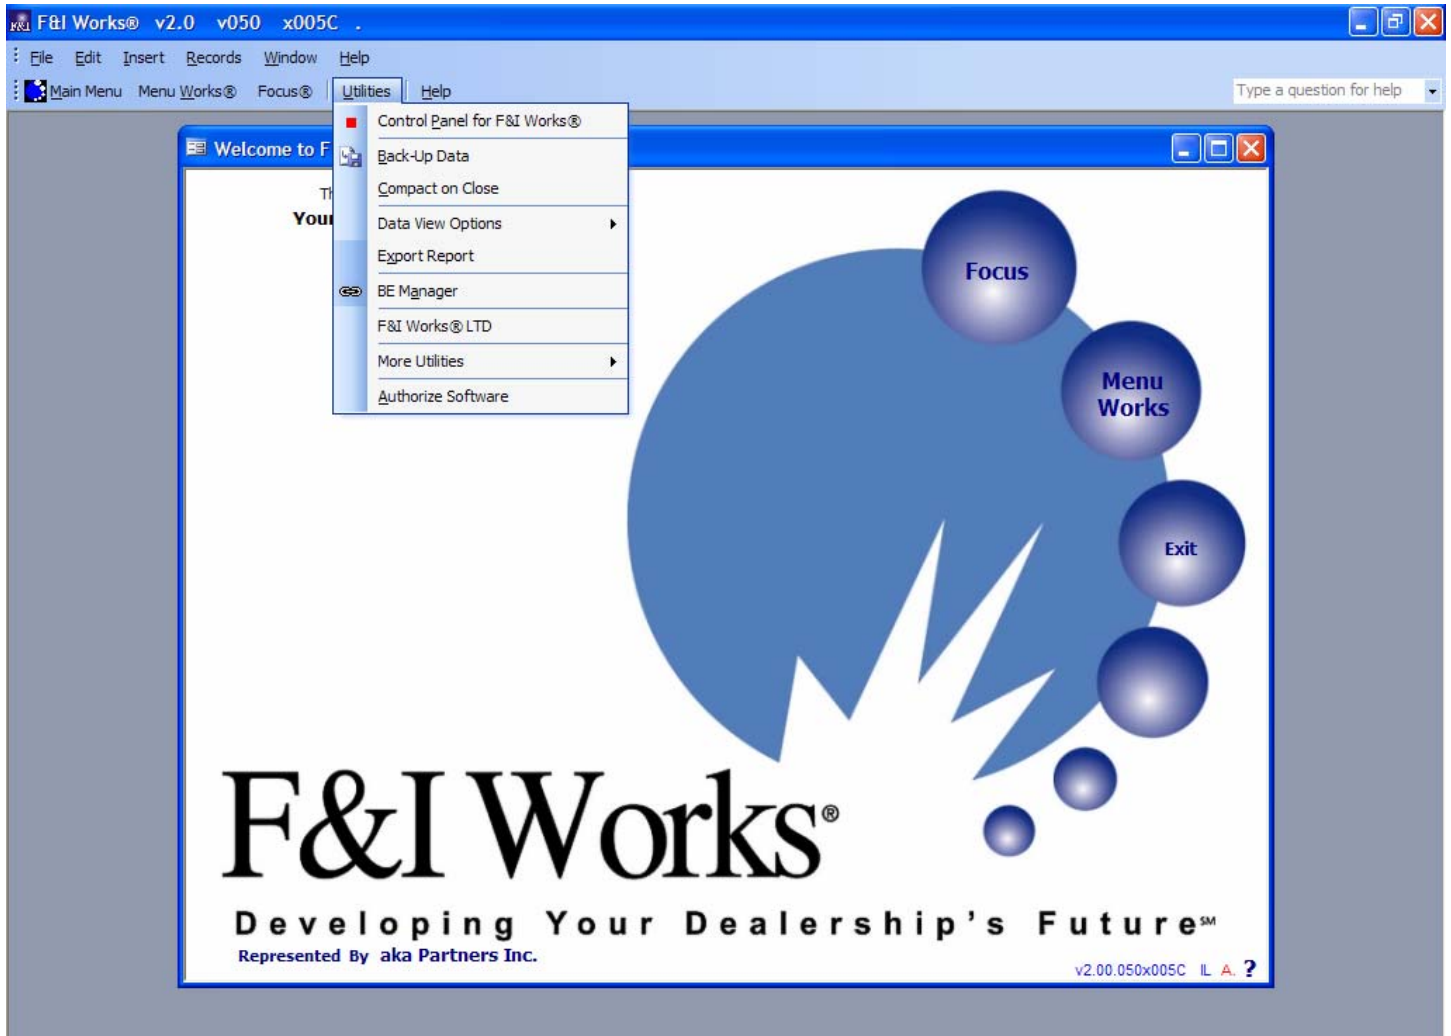 F&I Works® v2.0 v050 x005C .
File Edit Insert Records Window Help
Main Menu Menu Works® Focus® Utilities Help
Type a question for help
Control Panel for F&I Works®
Back-Up Data
Compact on Close
Data View Options
Export Report
BE Manager
F&I Works® LTD
More Utilities
Authorize Software
Welcome to F
Th
Your
Focus
Menu
Works
Exit
F&I Works®
Developing Your Dealership's Future℠
Represented By aka Partners Inc.
v2.00.050x005C IL A. ?